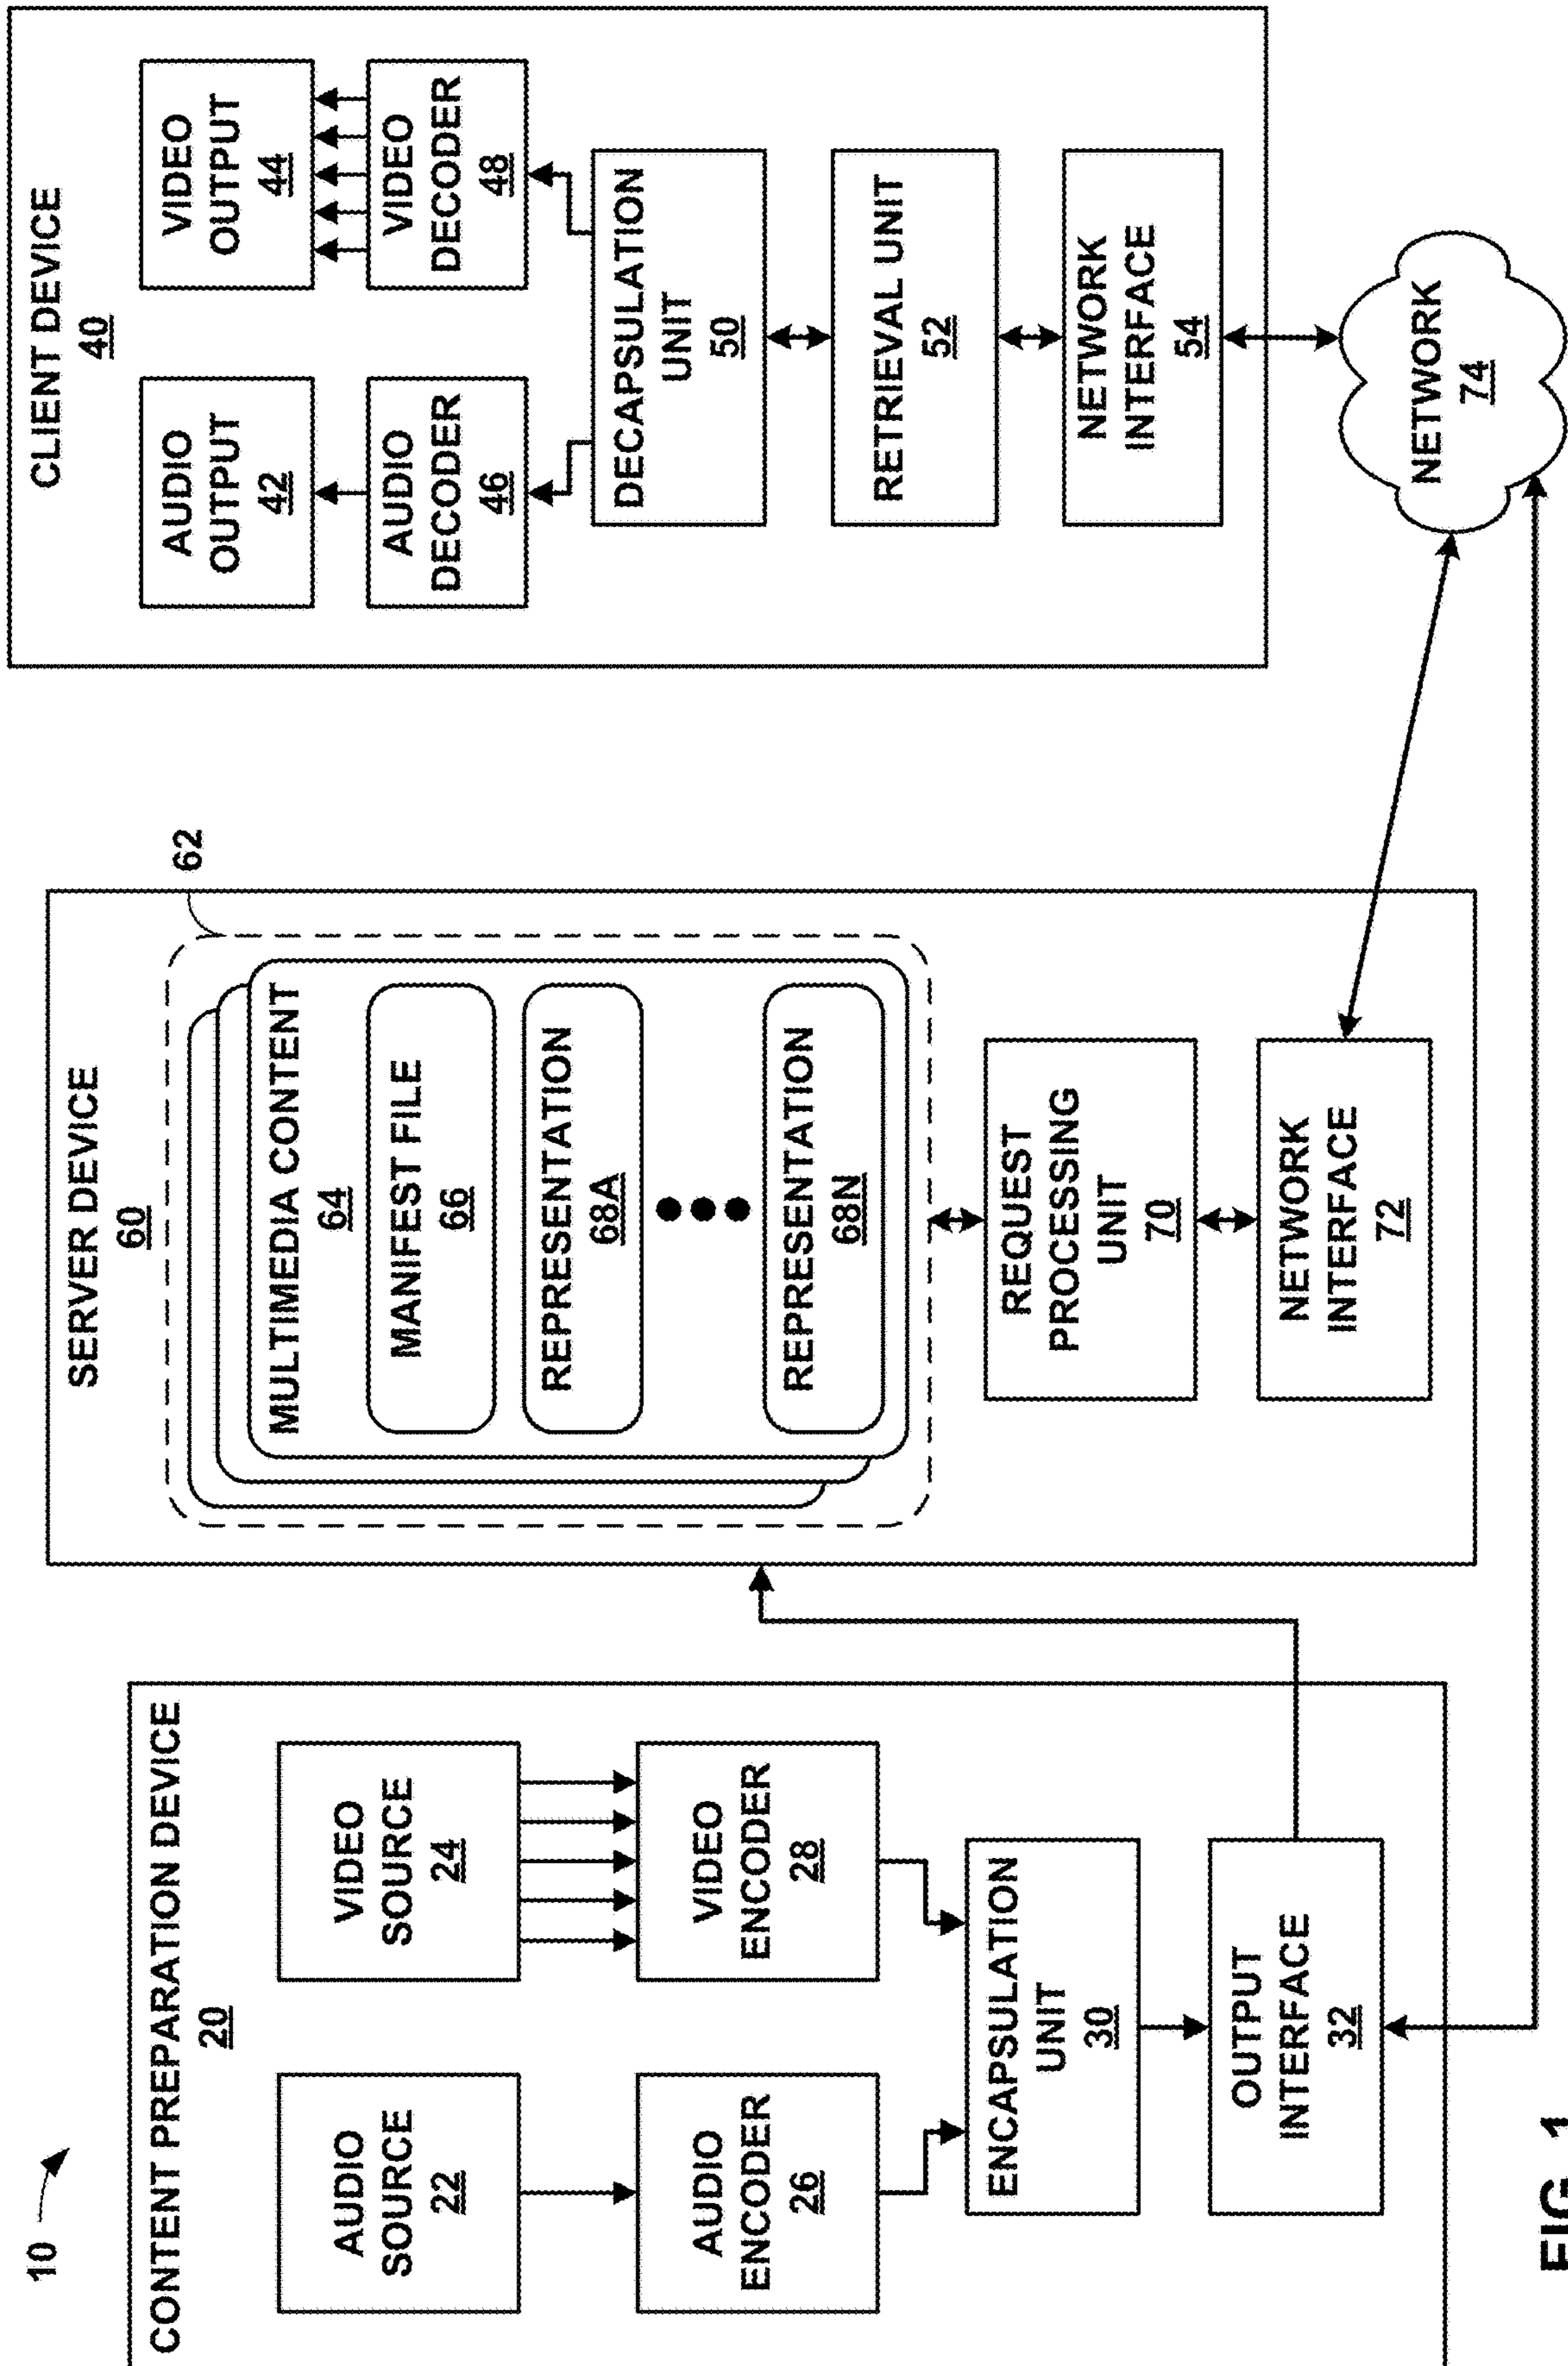 10
CONTENT PREPARATION DEVICE
20
AUDIO
SOURCE
22
VIDEO
SOURCE
24
AUDIO
ENCODER
26
VIDEO
ENCODER
28
ENCAPSULATION
UNIT
30
OUTPUT
INTERFACE
32
SERVER DEVICE
60
62
MULTIMEDIA CONTENT
64
MANIFEST FILE
66
REPRESENTATION
68A
REPRESENTATION
68N
REQUEST
PROCESSING
UNIT
70
NETWORK
INTERFACE
72
CLIENT DEVICE
40
AUDIO
OUTPUT
42
VIDEO
OUTPUT
44
AUDIO
DECODER
46
VIDEO
DECODER
48
DECAPSULATION
UNIT
50
RETRIEVAL UNIT
52
NETWORK
INTERFACE
54
NETWORK
74
FIG. 1